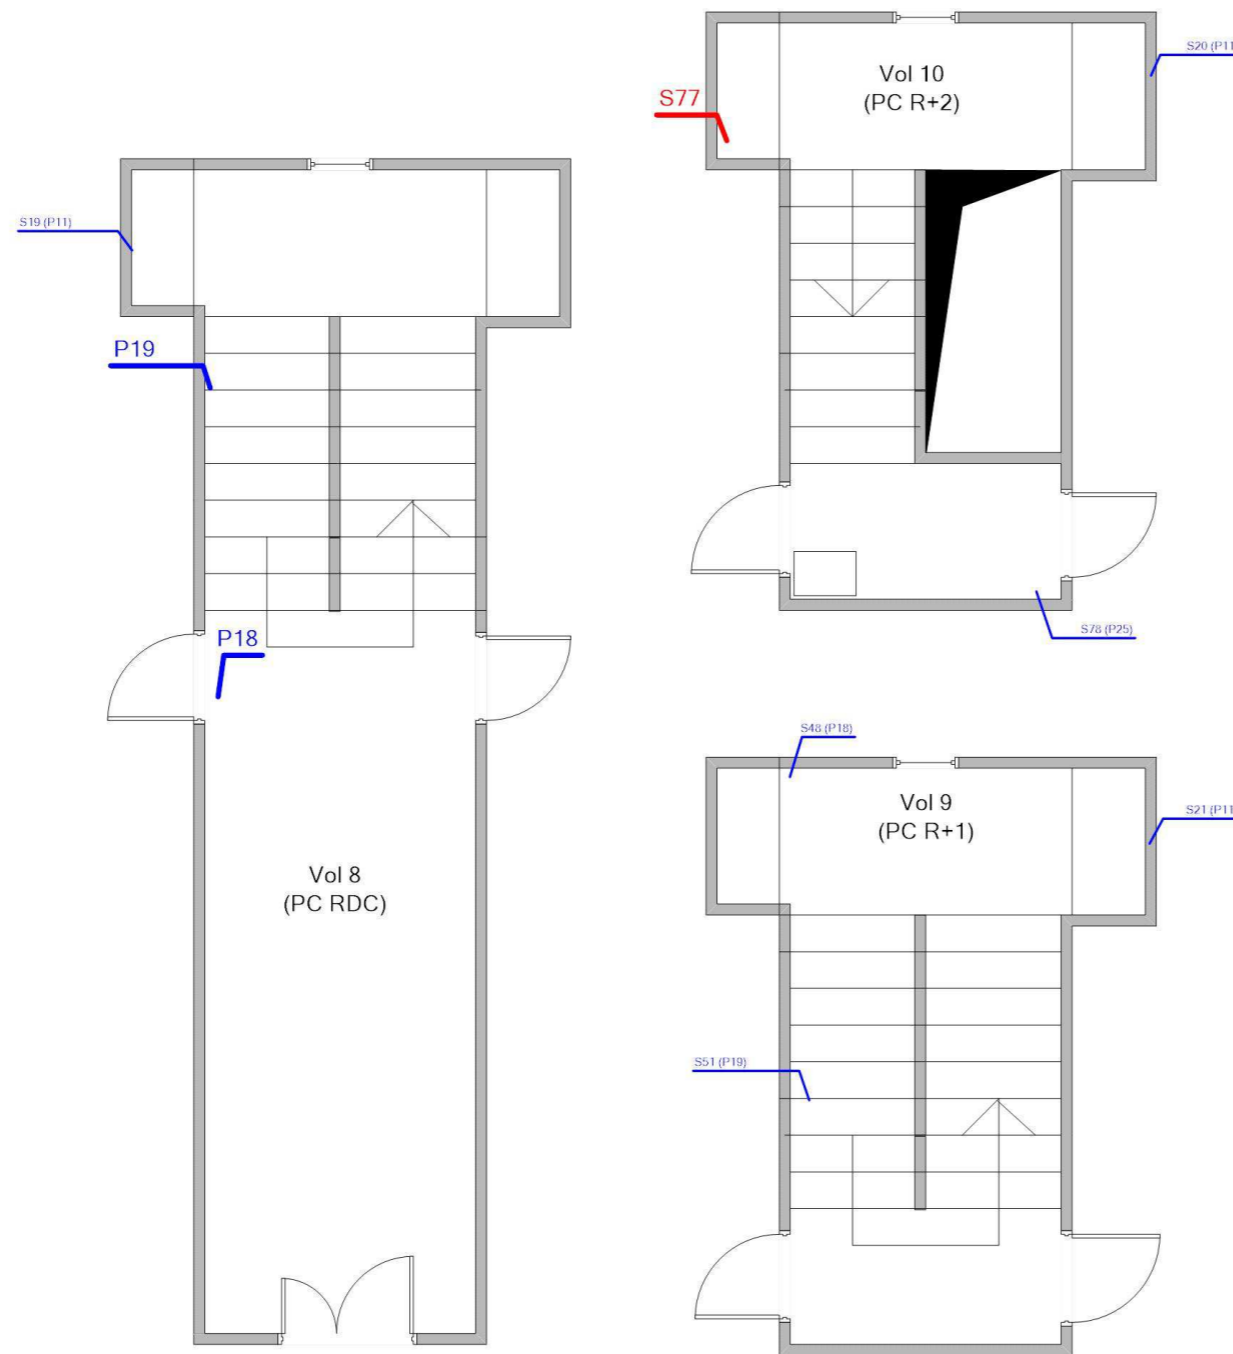 S19 (P11)
P19
P18
Vol 8
(PC RDC)
Vol 10
(PC R+2)
S77
S20 (P11
S78 (P25)
S48 (P18)
Vol 9
(PC R+1)
S21 (P11
S51 (P19)